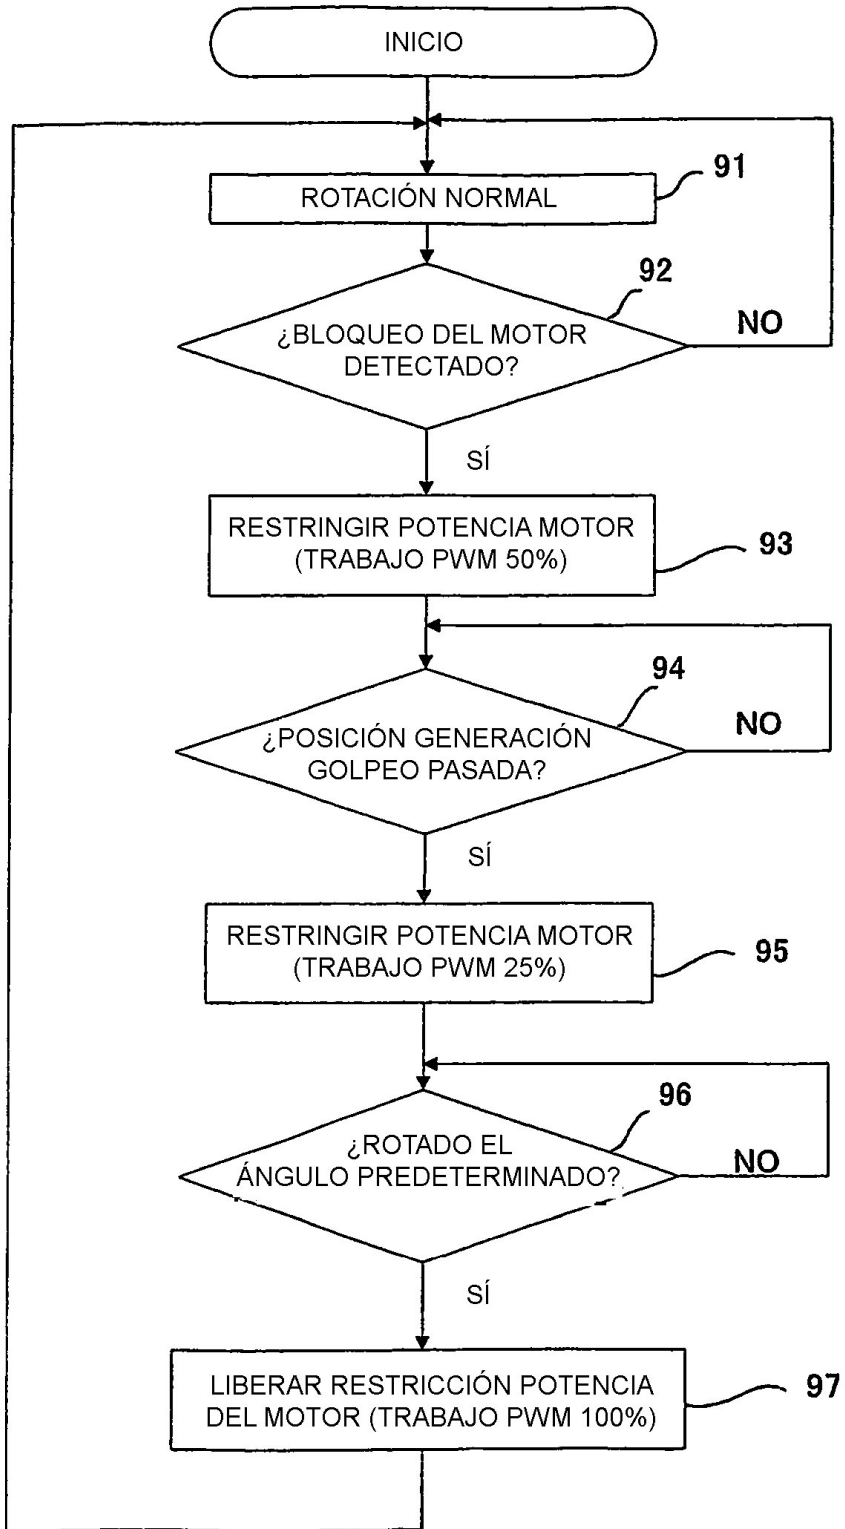 INICIO
91
ROTACIÓN NORMAL
92
¿BLOQUEO DEL MOTOR
DETECTADO?
NO
SÍ
RESTRINGIR POTENCIA MOTOR
(TRABAJO PWM 50%)
93
94
¿POSICIÓN GENERACIÓN
GOLPEO PASADA?
NO
SÍ
RESTRINGIR POTENCIA MOTOR
(TRABAJO PWM 25%)
95
96
¿ROTADO EL
ÁNGULO PREDETERMINADO?
NO
SÍ
LIBERAR RESTRICCIÓN POTENCIA
DEL MOTOR (TRABAJO PWM 100%)
97